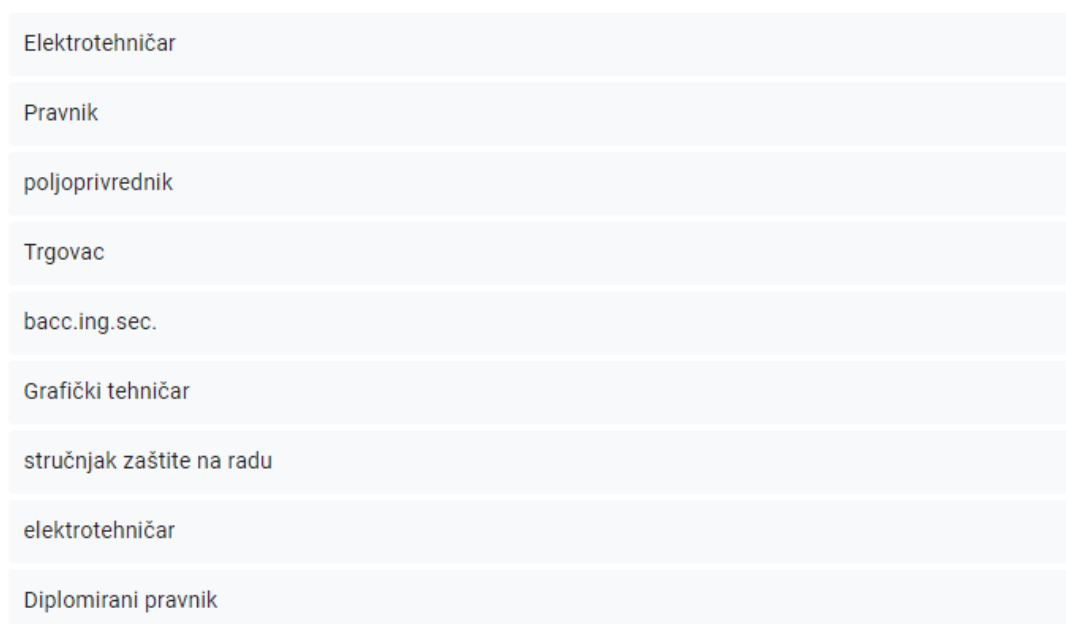 Elektrotehničar
Pravnik
poljoprivrednik
Trgovac
bacc.ing.sec.
Grafički tehničar
stručnjak zaštite na radu
elektrotehničar
Diplomirani pravnik